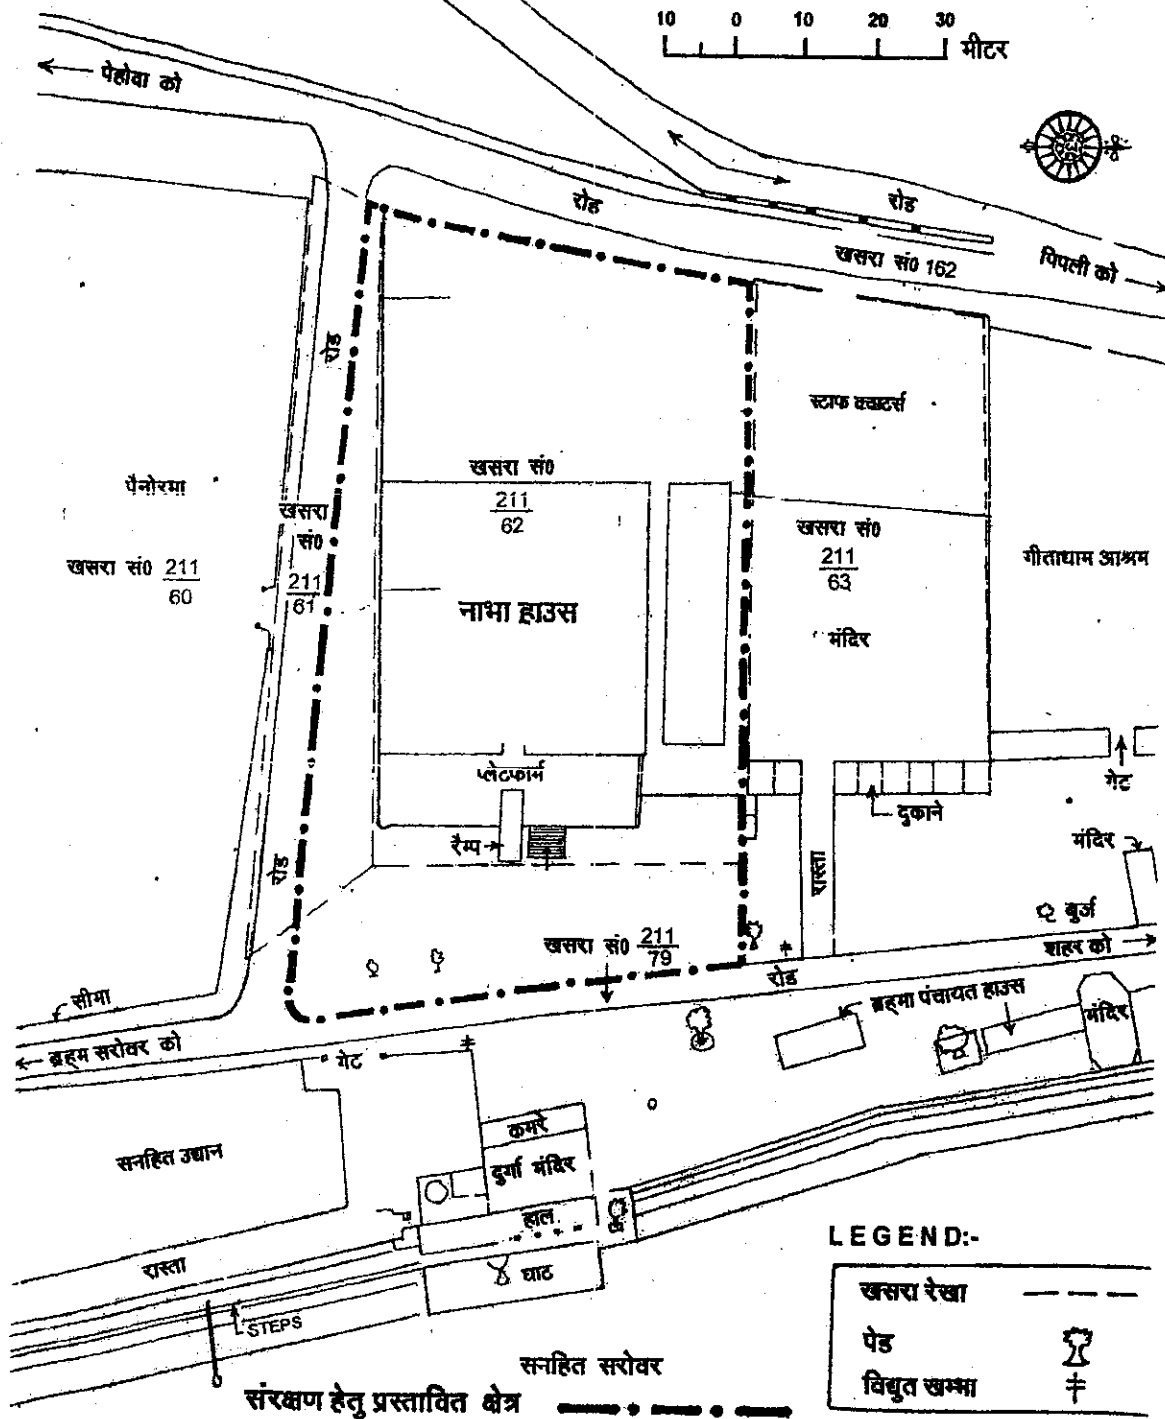 10 0 10 20 30 मीटर
पेहोवा को
रोड
रोड
खसरा सं0 162
पिपली को
रोड
स्टाफ क्वाटर्स
पैनोरमा
खसरा सं0
211
62
खसरा
सं0
211
61
खसरा सं0
211
63
खसरा सं0 211
60
गीताधाम आश्रम
नाभा हाउस
मंदिर
प्लेटफार्म
गेट
दुकाने
रैम्प
रास्ता
मंदिर
रोड
बुर्ज
खसरा सं0 211
79
शहर को
रोड
सीमा
ब्रह्मा पंचायत हाउस
मंदिर
ब्रह्म सरोवर को
गेट
सनहित उद्यान
कमरे
दुर्गा मंदिर
हाल
रास्ता
घाट
STEPS
सनहित सरोवर
संरक्षण हेतु प्रस्तावित क्षेत्र
LEGEND:-
खसरा रेखा
पेड
विद्युत खम्भा